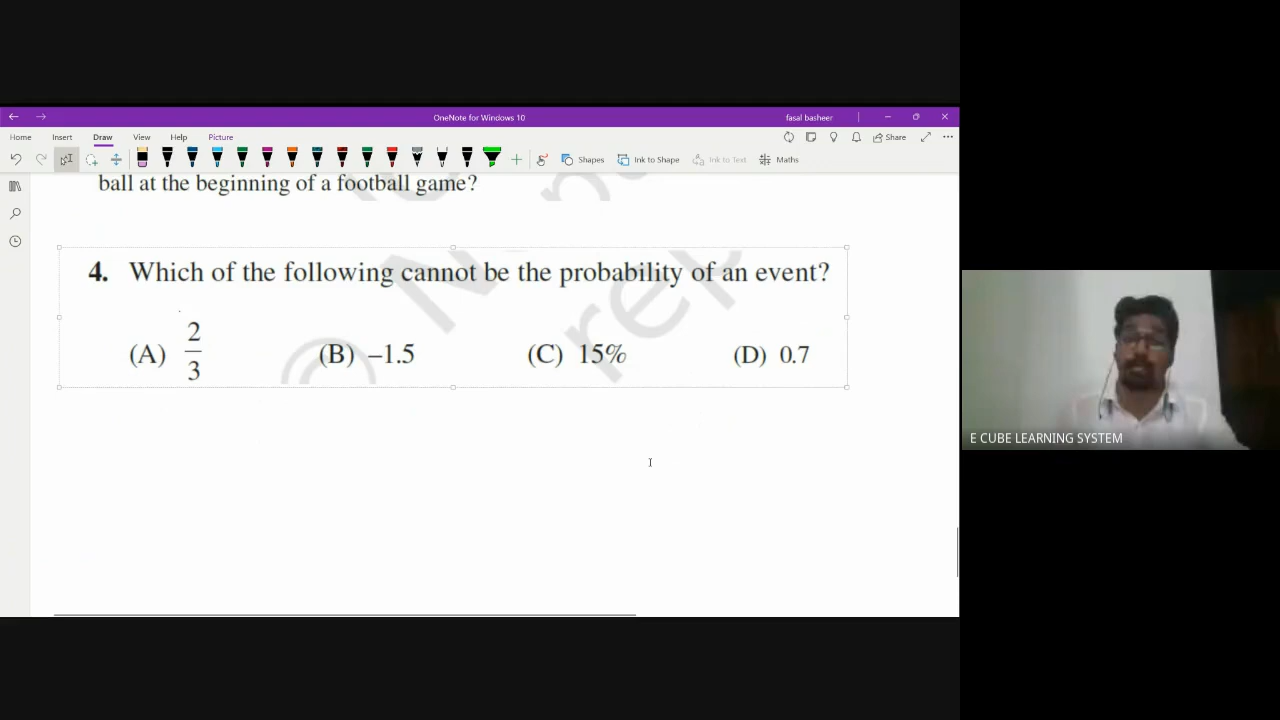 OneNote for Windows 10
fasal basheer
Home Insert Draw View Help Picture
Share
Shapes Ink to Shape Ink to Text Maths
ball at the beginning of a football game?
4. Which of the following cannot be the probability of an event?
(A) 2/3 (B) –1.5 (C) 15% (D) 0.7
E CUBE LEARNING SYSTEM